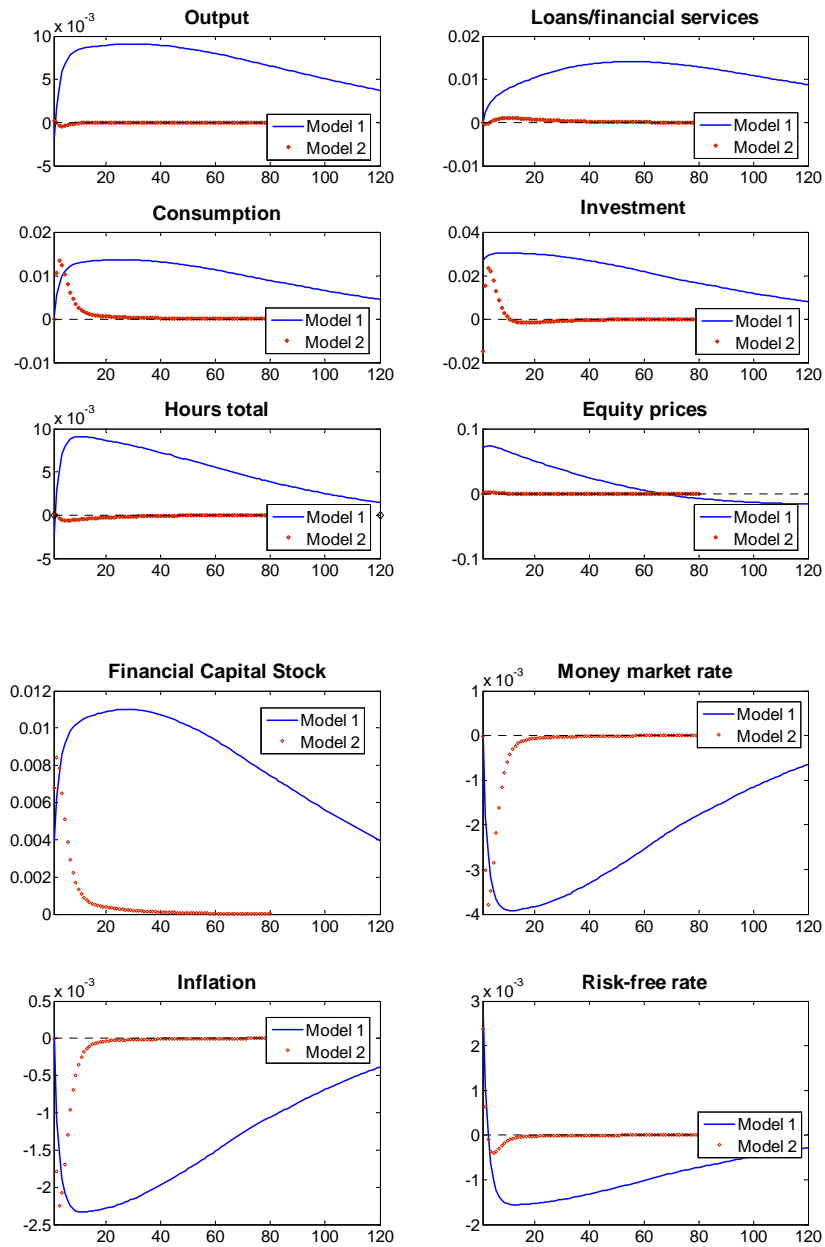 Output
x 10-3
10
5
0
-5
20 40 60 80 100 120
Model 1
Model 2
Loans/financial services
0.02
0.01
0
-0.01
20 40 60 80 100 120
Model 1
Model 2
Consumption
0.02
0.01
0
-0.01
20 40 60 80 100 120
Model 1
Model 2
Investment
0.04
0.02
0
-0.02
20 40 60 80 100 120
Model 1
Model 2
Hours total
x 10-3
10
5
0
-5
20 40 60 80 100 120
Model 1
Model 2
Equity prices
0.1
0
-0.1
20 40 60 80 100 120
Model 1
Model 2
Financial Capital Stock
0.012
0.01
0.008
0.006
0.004
0.002
0
20 40 60 80 100 120
Model 1
Model 2
Money market rate
x 10-3
1
0
-1
-2
-3
-4
20 40 60 80 100 120
Model 1
Model 2
Inflation
x 10-3
0.5
0
-0.5
-1
-1.5
-2
-2.5
20 40 60 80 100 120
Model 1
Model 2
Risk-free rate
x 10-3
3
2
1
0
-1
-2
20 40 60 80 100 120
Model 1
Model 2